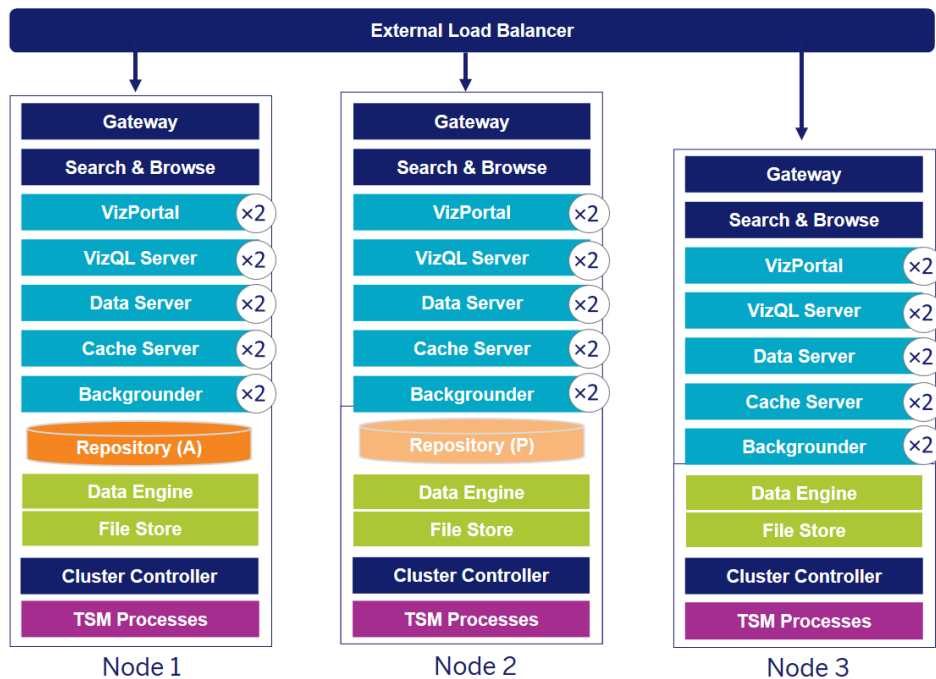 External Load Balancer
Gateway
Search & Browse
VizPortal
×2
VizQL Server
×2
Data Server
×2
Cache Server
×2
Backgrounder
×2
Repository (A)
Data Engine
File Store
Cluster Controller
TSM Processes
Node 1
Gateway
Search & Browse
VizPortal
×2
VizQL Server
×2
Data Server
×2
Cache Server
×2
Backgrounder
×2
Repository (P)
Data Engine
File Store
Cluster Controller
TSM Processes
Node 2
Gateway
Search & Browse
VizPortal
×2
VizQL Server
×2
Data Server
×2
Cache Server
×2
Backgrounder
×2
Data Engine
File Store
Cluster Controller
TSM Processes
Node 3